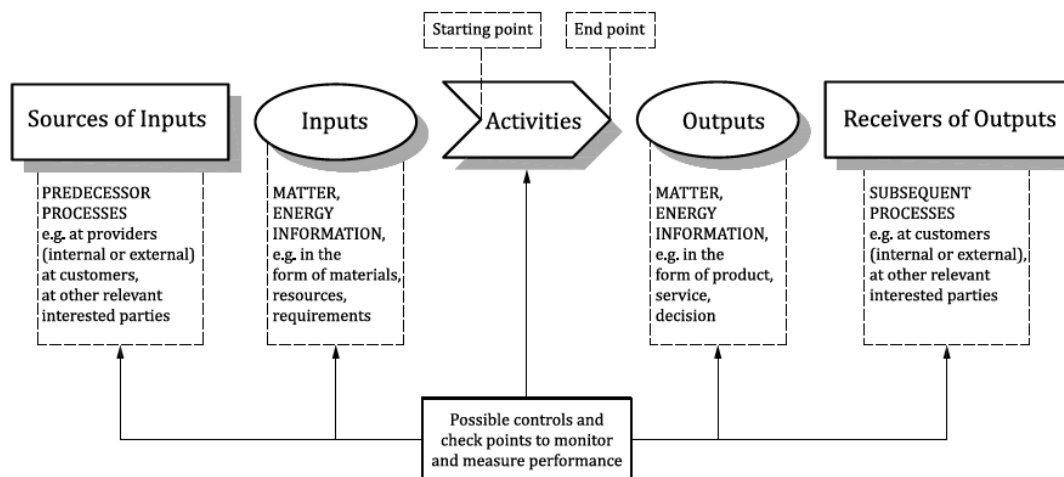 Starting point
End point
Sources of Inputs
Inputs
Activities
Outputs
Receivers of Outputs
PREDECESSOR
PROCESSES
e.g. at providers
(internal or external)
at customers,
at other relevant
interested parties
MATTER,
ENERGY
INFORMATION,
e.g. in the
form of materials,
resources,
requirements
MATTER,
ENERGY
INFORMATION,
e.g. in the
form of product,
service,
decision
SUBSEQUENT
PROCESSES
e.g. at customers
(internal or external),
at other relevant
interested parties
Possible controls and
check points to monitor
and measure performance